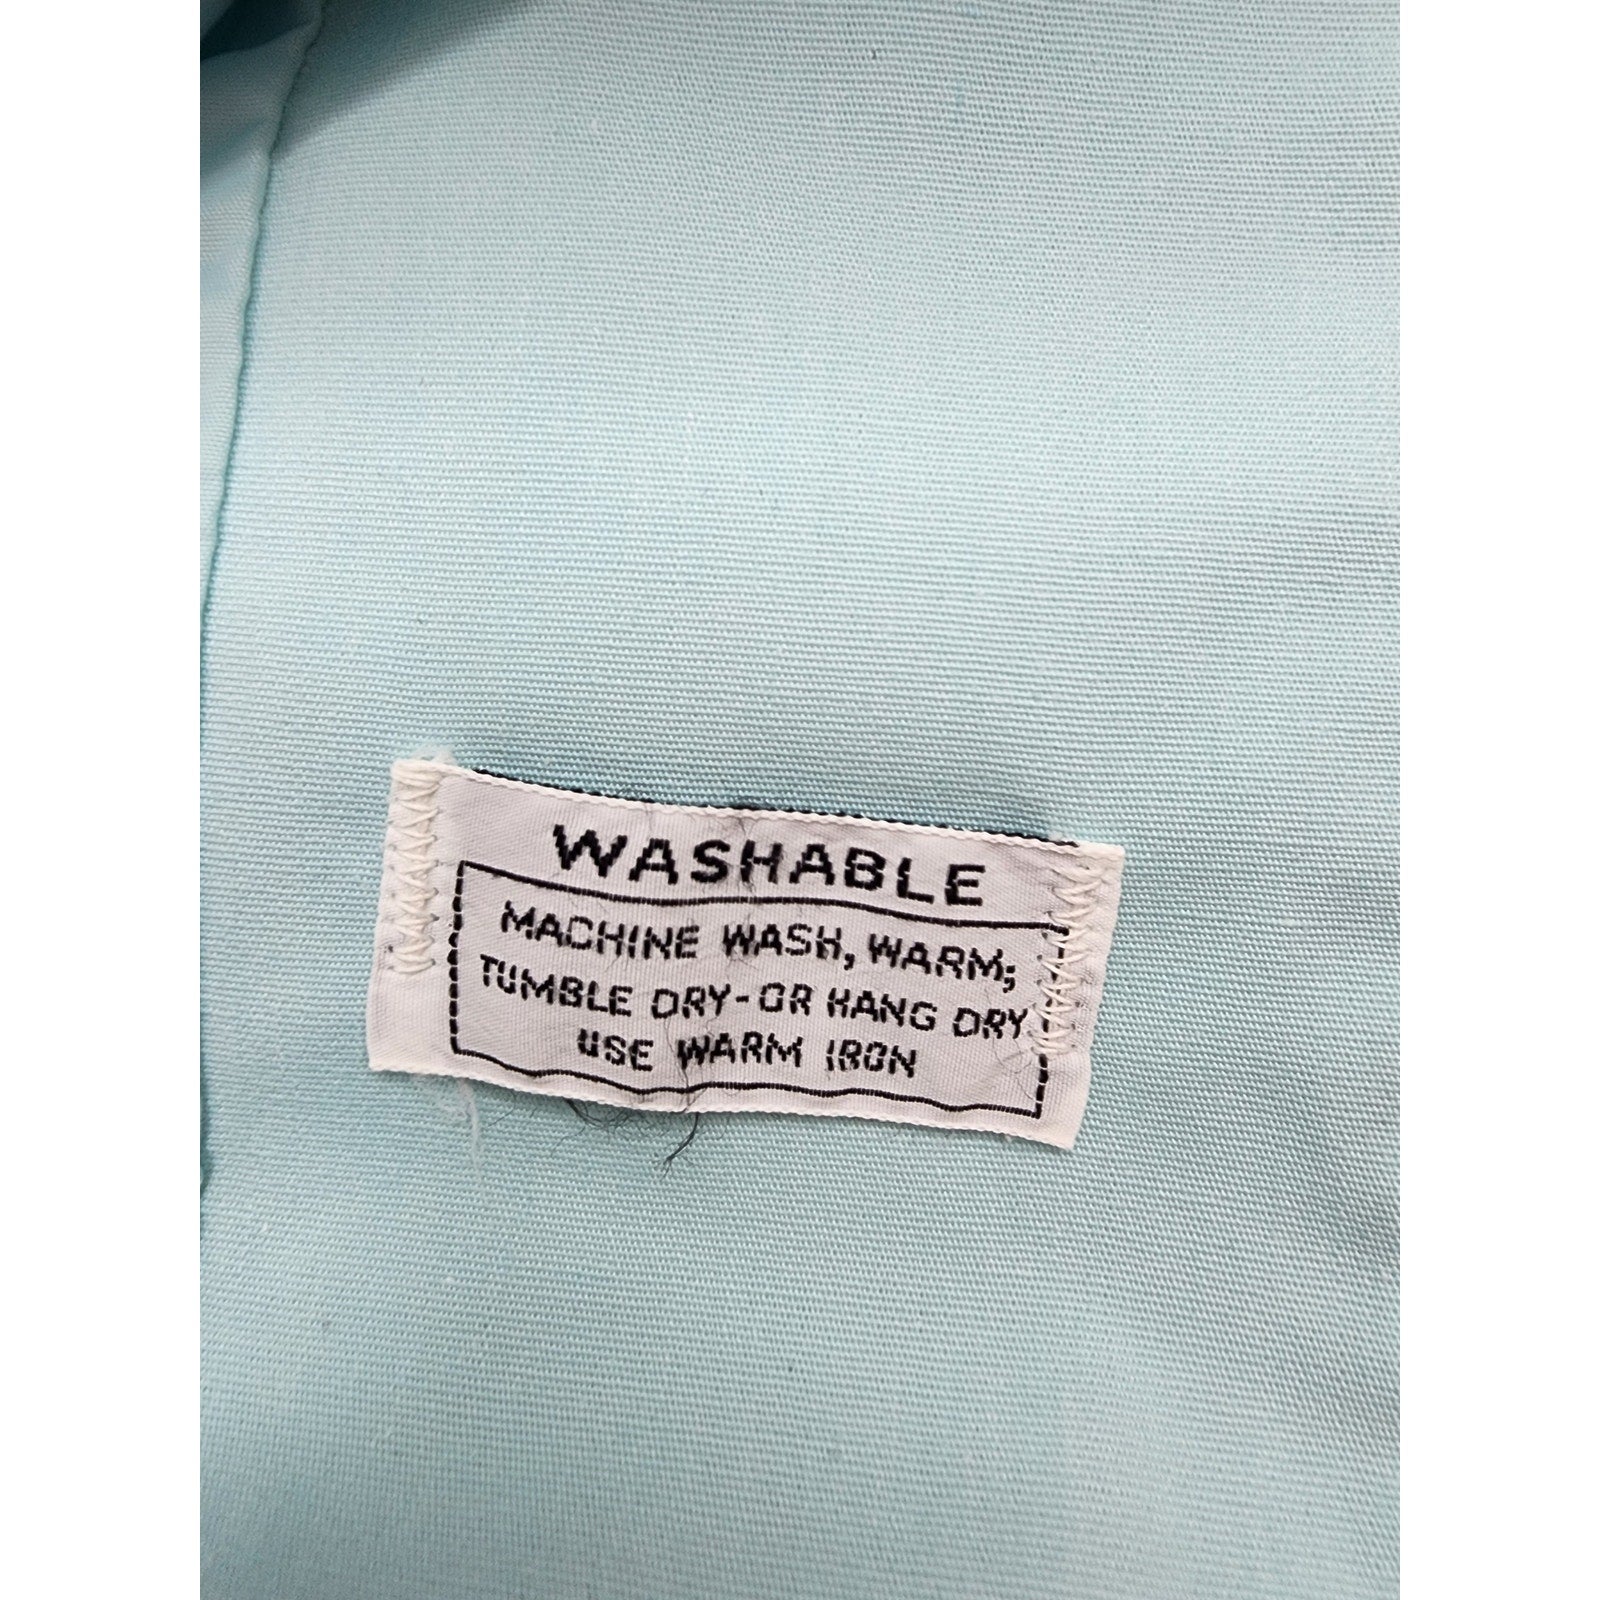 WASHABLE
MACHINE WASH, WARM;
TUMBLE DRY-OR HANG DRY
USE WARM IRON